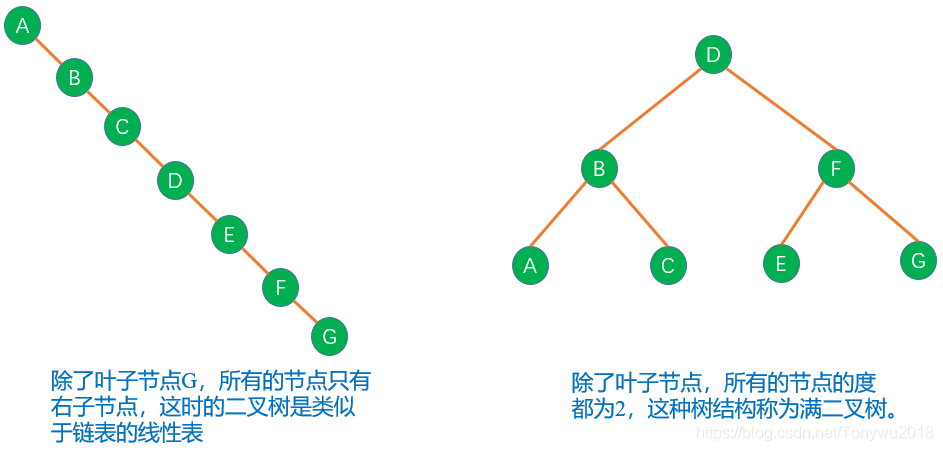 A
B
C
D
E
F
G
除了叶子节点G，所有的节点只有
右子节点，这时的二叉树是类似
于链表的线性表
D
B
F
A
C
E
G
除了叶子节点，所有的节点的度
都为2，这种树结构称为满二叉树。
https://blog.csdn.net/Tonywu2018